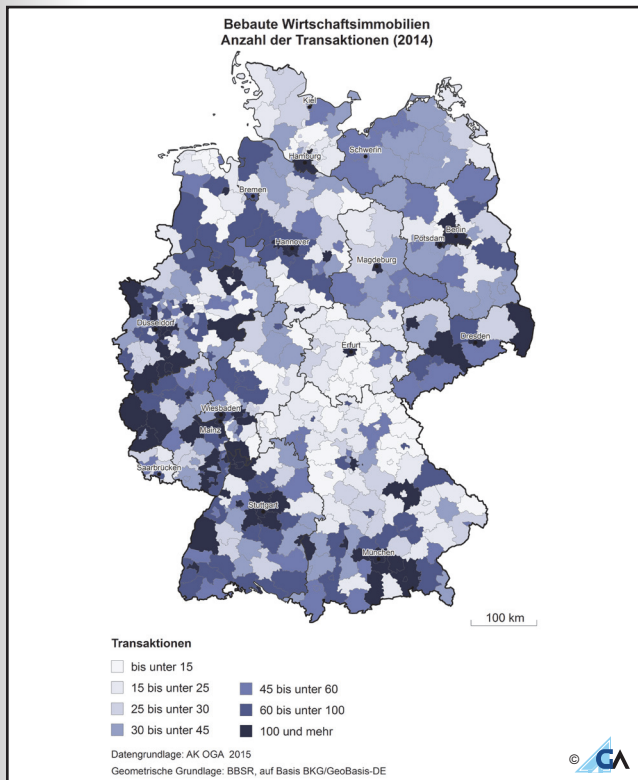 Bebaute Wirtschaftsimmobilien
Anzahl der Transaktionen (2014)
Kiel
Hamburg
Schwerin
Bremen
Hannover
Potsdam
Berlin
Magdeburg
Düsseldorf
Erfurt
Dresden
Wiesbaden
Mainz
Saarbrücken
Stuttgart
München
100 km
Transaktionen
bis unter 15
15 bis unter 25
25 bis unter 30
30 bis unter 45
45 bis unter 60
60 bis unter 100
100 und mehr
Datengrundlage: AK OGA 2015
Geometrische Grundlage: BBSR, auf Basis BKG/GeoBasis-DE
© GA